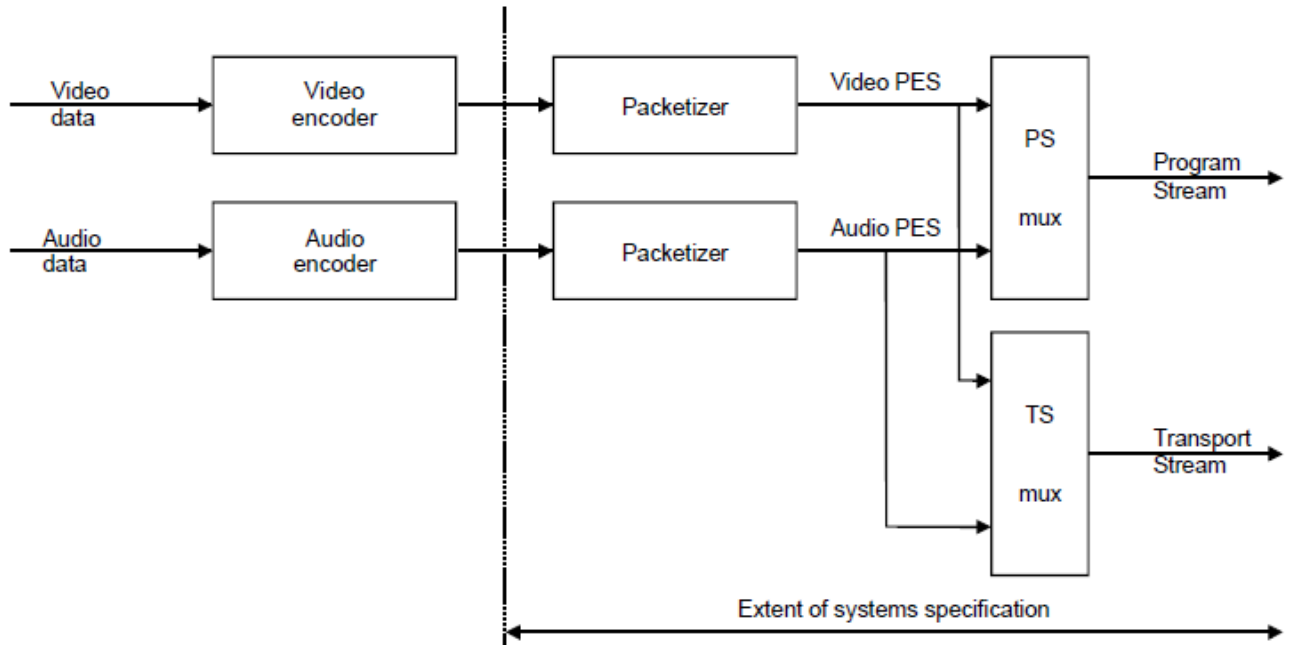 Video
data
Video
encoder
Packetizer
Video PES
PS
mux
Program
Stream
Audio
data
Audio
encoder
Packetizer
Audio PES
TS
mux
Transport
Stream
Extent of systems specification